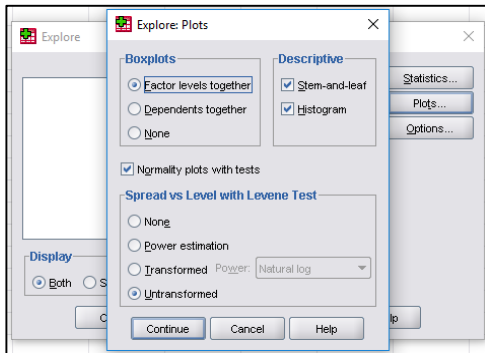 Explore
Explore: Plots
Boxplots
Factor levels together
Dependents together
None
Descriptive
Stem-and-leaf
Histogram
Normality plots with tests
Spread vs Level with Levene Test
None
Power estimation
Transformed Power: Natural log
Untransformed
Continue Cancel Help
Statistics...
Plots...
Options...
Display
Both